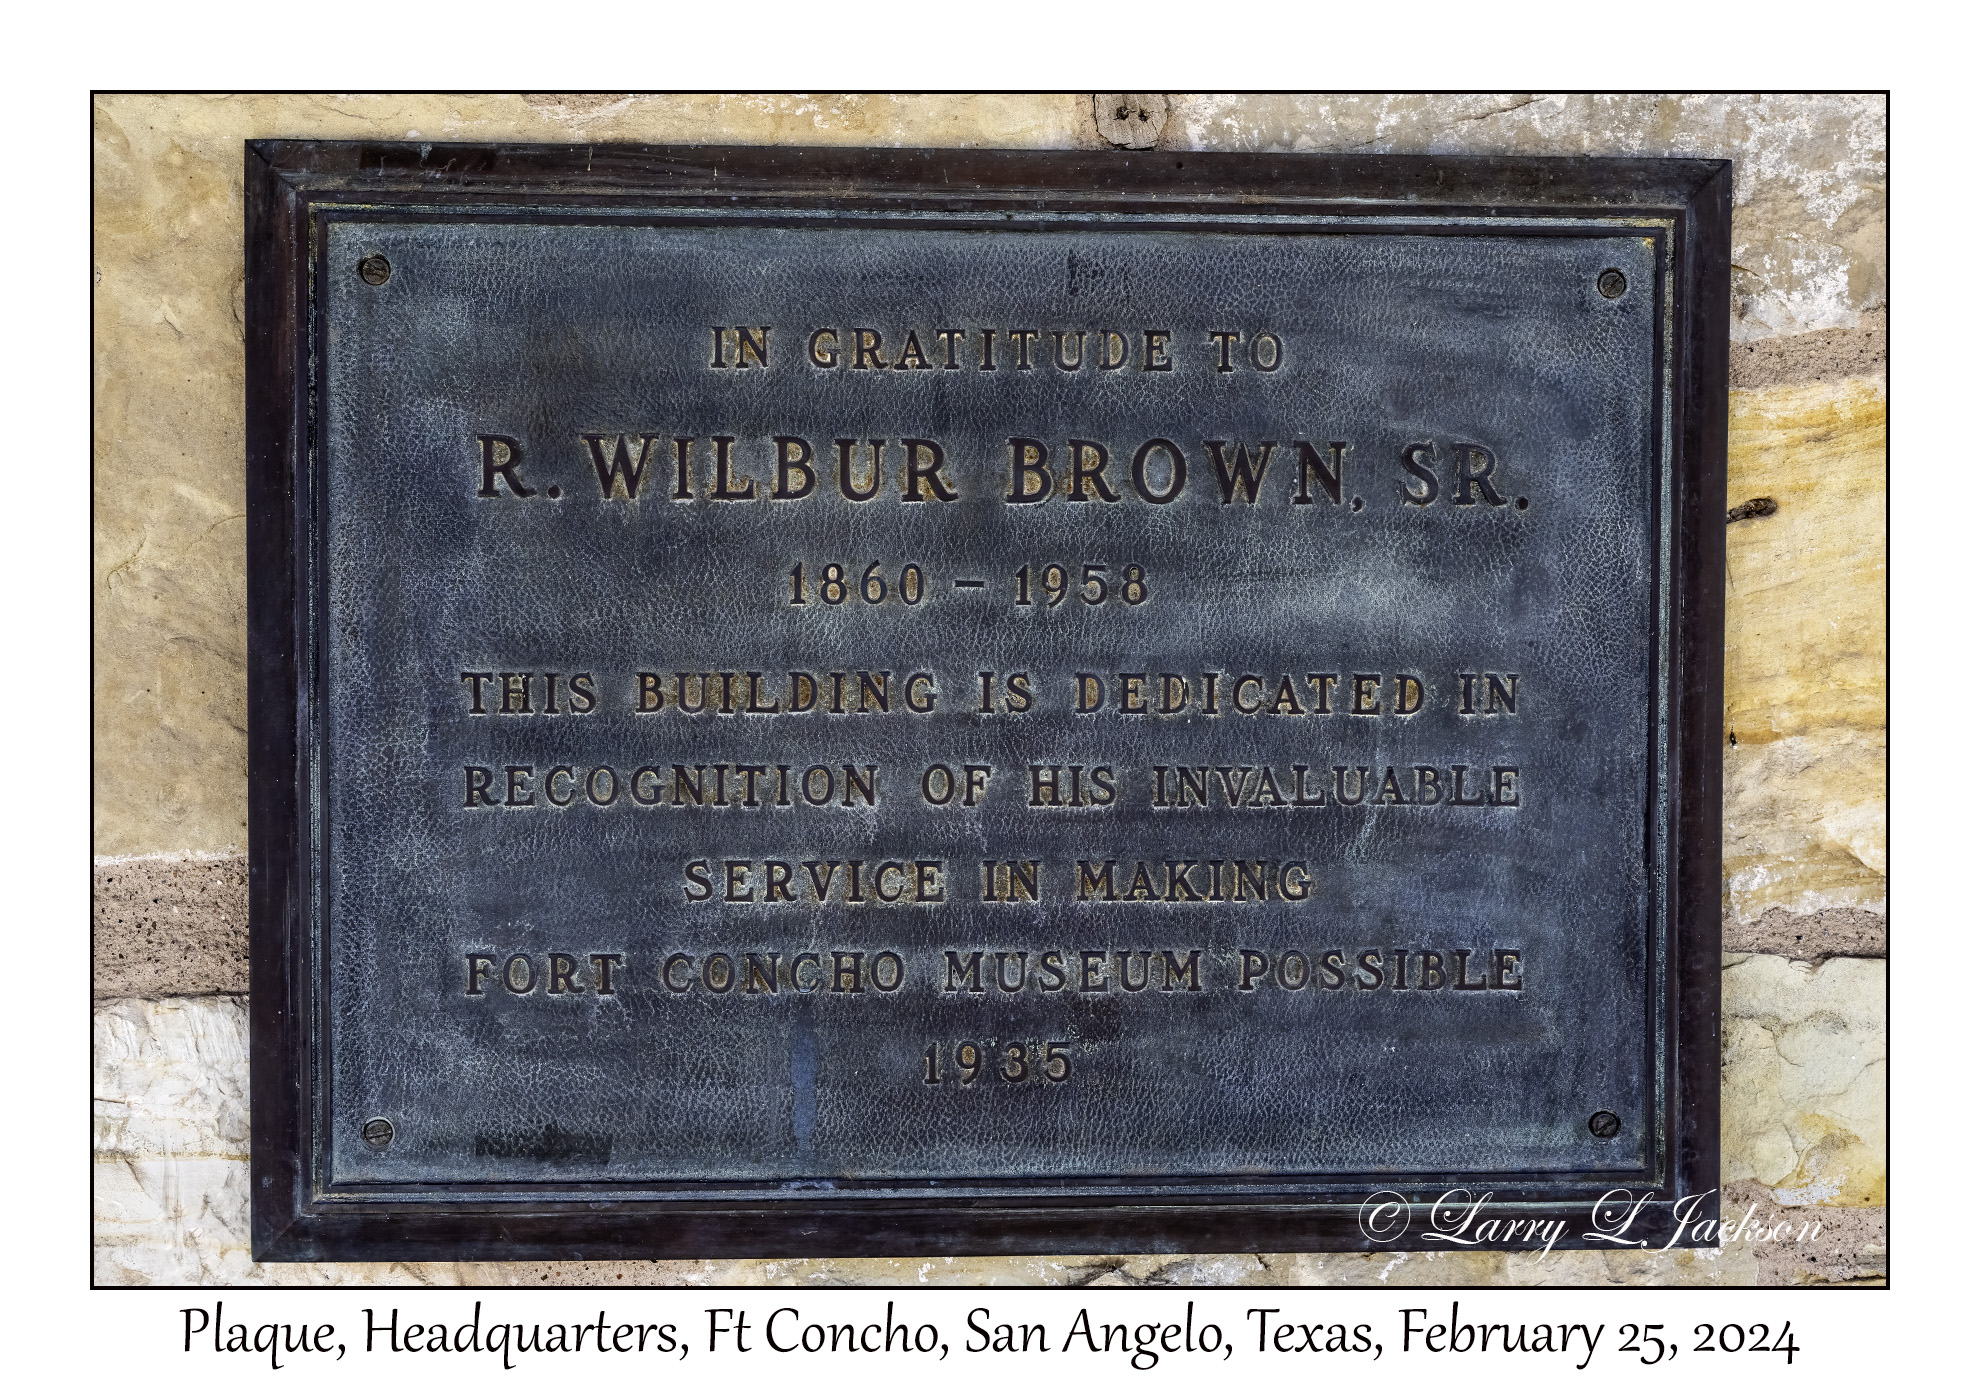 IN GRATITUDE TO
R. WILBUR BROWN, SR.
1860 – 1958
THIS BUILDING IS DEDICATED IN
RECOGNITION OF HIS INVALUABLE
SERVICE IN MAKING
FORT CONCHO MUSEUM POSSIBLE
1935
© Larry L Jackson
Plaque, Headquarters, Ft Concho, San Angelo, Texas, February 25, 2024